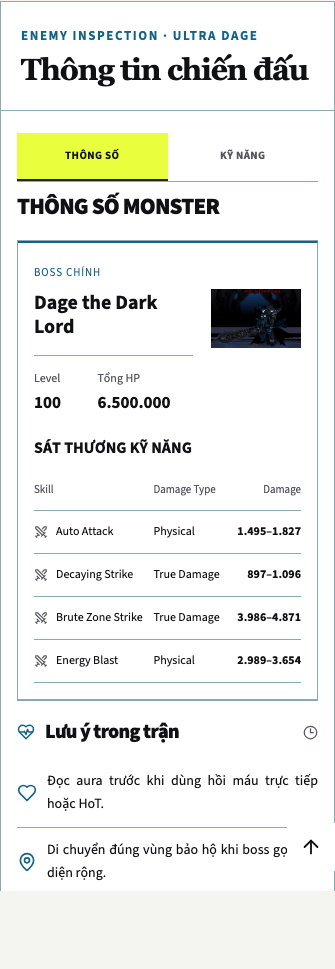 ENEMY INSPECTION · ULTRA DAGE
Thông tin chiến đấu
THÔNG SỐ
KỸ NĂNG
THÔNG SỐ MONSTER
BOSS CHÍNH
Dage the Dark
Lord
Level Tổng HP
100 6.500.000
SÁT THƯƠNG KỸ NĂNG
Skill Damage Type Damage
Auto Attack Physical 1.495–1.827
Decaying Strike True Damage 897–1.096
Brute Zone Strike True Damage 3.986–4.871
Energy Blast Physical 2.989–3.654
Lưu ý trong trận
Đọc aura trước khi dùng hồi máu trực tiếp
hoặc HoT.
Di chuyển đúng vùng bảo hộ khi boss gọ
diện rộng.